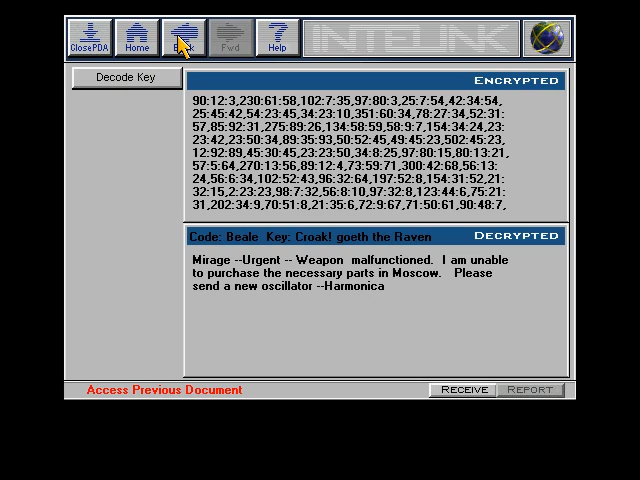 ClosePDA
Home
Back
Fwd
Help
INTELINK
Decode Key
ENCRYPTED
90:12:3,230:61:58,102:7:35,97:80:3,25:7:54,42:34:54,
25:45:42,54:23:45,34:23:10,351:60:34,78:27:34,52:31:
57,85:92:31,275:89:26,134:58:59,58:9:7,154:34:24,23:
23:42,23:50:34,89:35:93,50:52:45,49:45:23,502:45:23,
12:92:89,45:30:45,23:23:50,34:8:25,97:80:15,80:13:21,
57:5:64,270:13:56,89:12:4,73:59:71,300:42:68,56:13:
24,56:6:34,102:52:43,96:32:64,197:52:8,154:31:52,21:
32:15,2:23:23,98:7:32,56:8:10,97:32:8,123:44:6,75:21:
31,202:34:9,70:51:8,21:35:6,72:9:67,71:50:61,90:48:7,
Code: Beale  Key: Croak! goeth the Raven
DECRYPTED
Mirage --Urgent -- Weapon malfunctioned. I am unable
to purchase the necessary parts in Moscow. Please
send a new oscillator --Harmonica
Access Previous Document
RECEIVE
REPORT